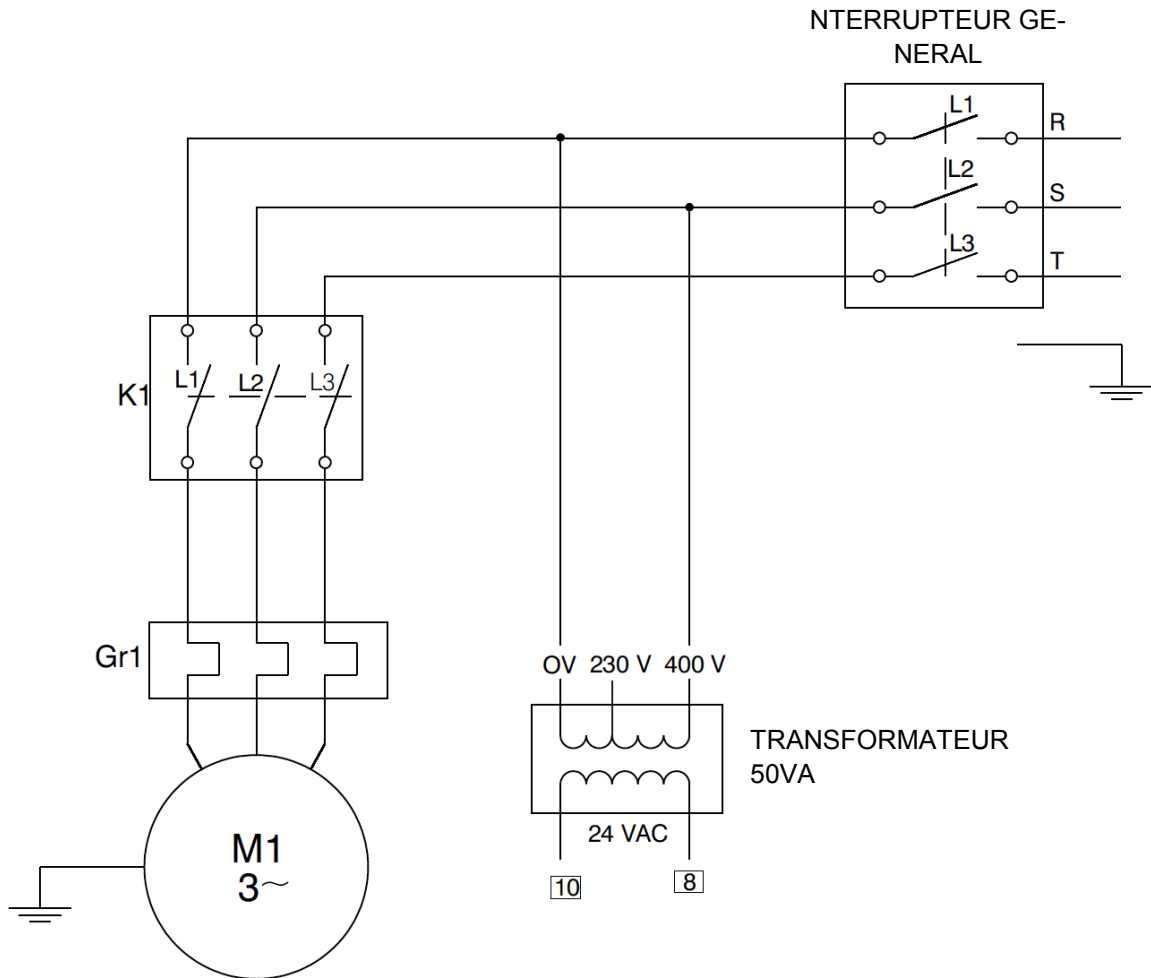 NTERRUPTEUR GE-
NERAL
L1
R
L2
S
L3
T
K1
L1
L2
L3
Gr1
OV 230 V 400 V
TRANSFORMATEUR
50VA
24 VAC
M1
3~
10
8